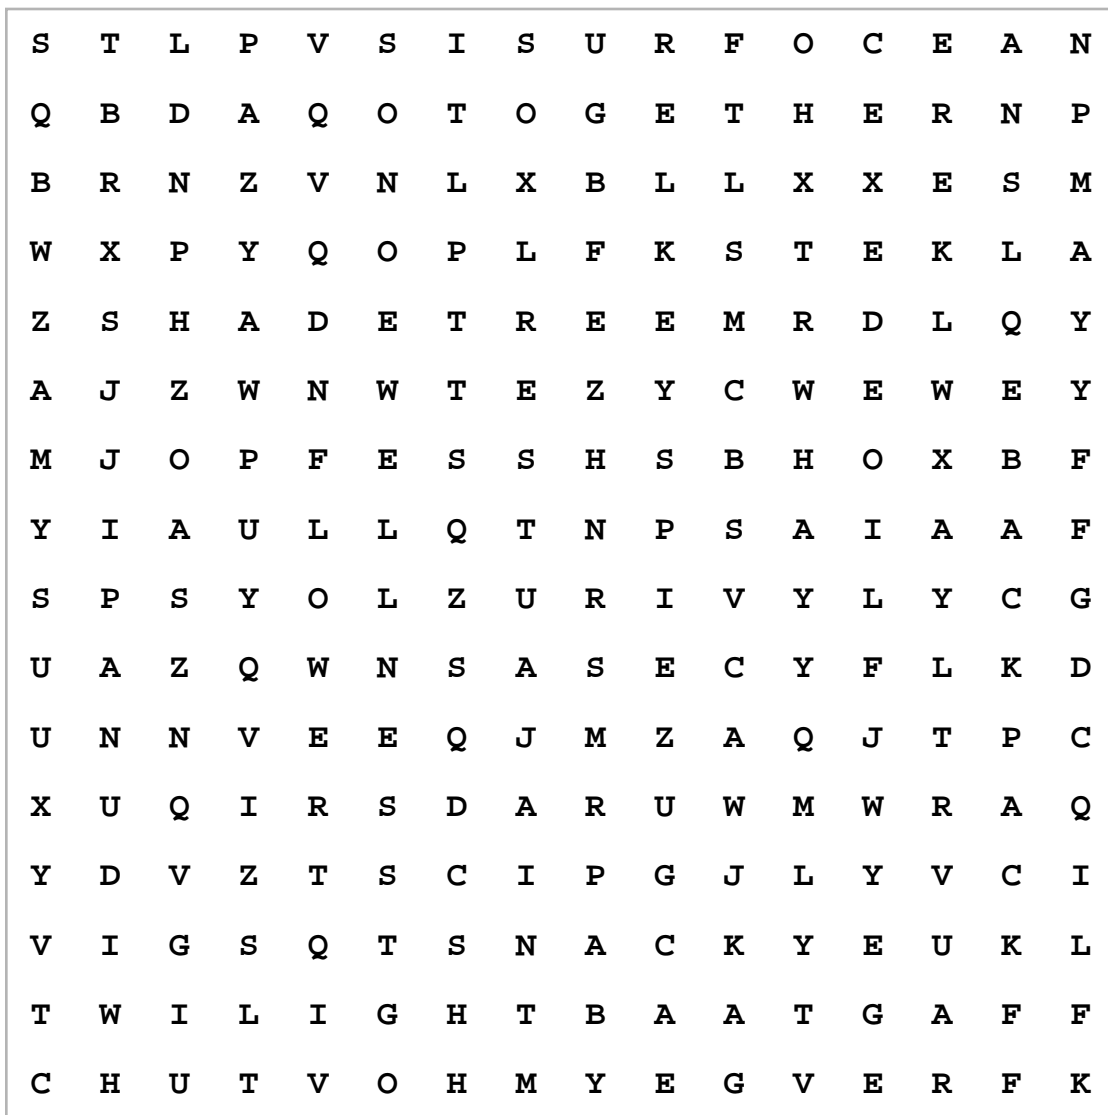 S T L P V S I S U R F O C E A N
Q B D A Q O T O G E T H E R N P
B R N Z V N L X B L L X X E S M
W X P Y Q O P L F K S T E K L A
Z S H A D E T R E E M R D L Q Y
A J Z W N W T E Z Y C W E W E Y
M J O P F E S S H S B H O X B F
Y I A U L L Q T N P S A I A A F
S P S Y O L Z U R I V Y L Y C G
U A Z Q W N S A S E C Y F L K D
U N N V E E Q J M Z A Q J T P C
X U Q I R S D A R U W M W R A Q
Y D V Z T S C I P G J L Y V C I
V I G S Q T S N A C K Y E U K L
T W I L I G H T B A A T G A F F
C H U T V O H M Y E G V E R F K